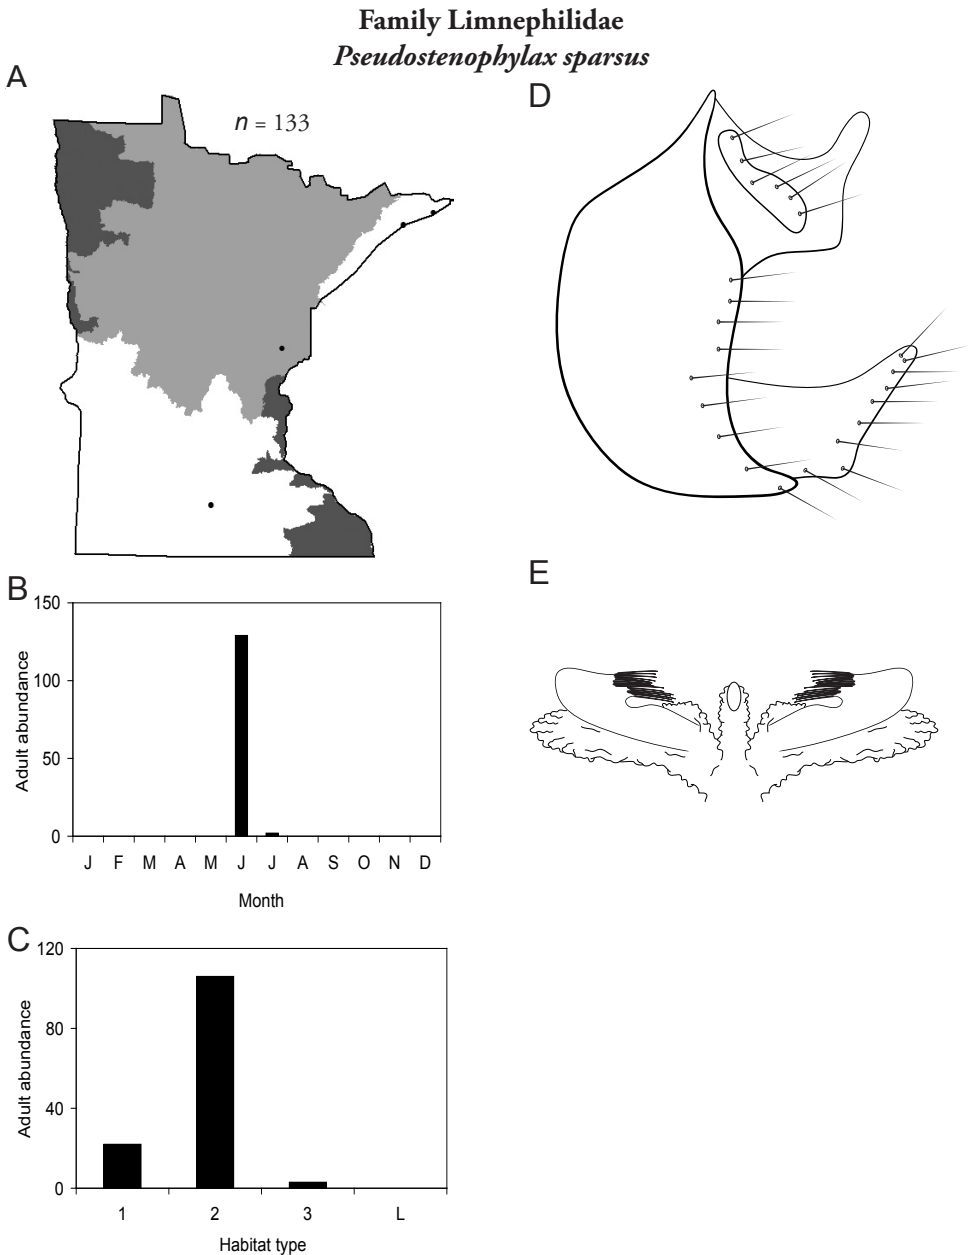 Family Limnephilidae
Pseudostenophylax sparsus
A
n = 133
D
B
150
100
50
0
Adult abundance
J F M A M J J A S O N D
Month
E
C
120
80
40
0
Adult abundance
1 2 3 L
Habitat type